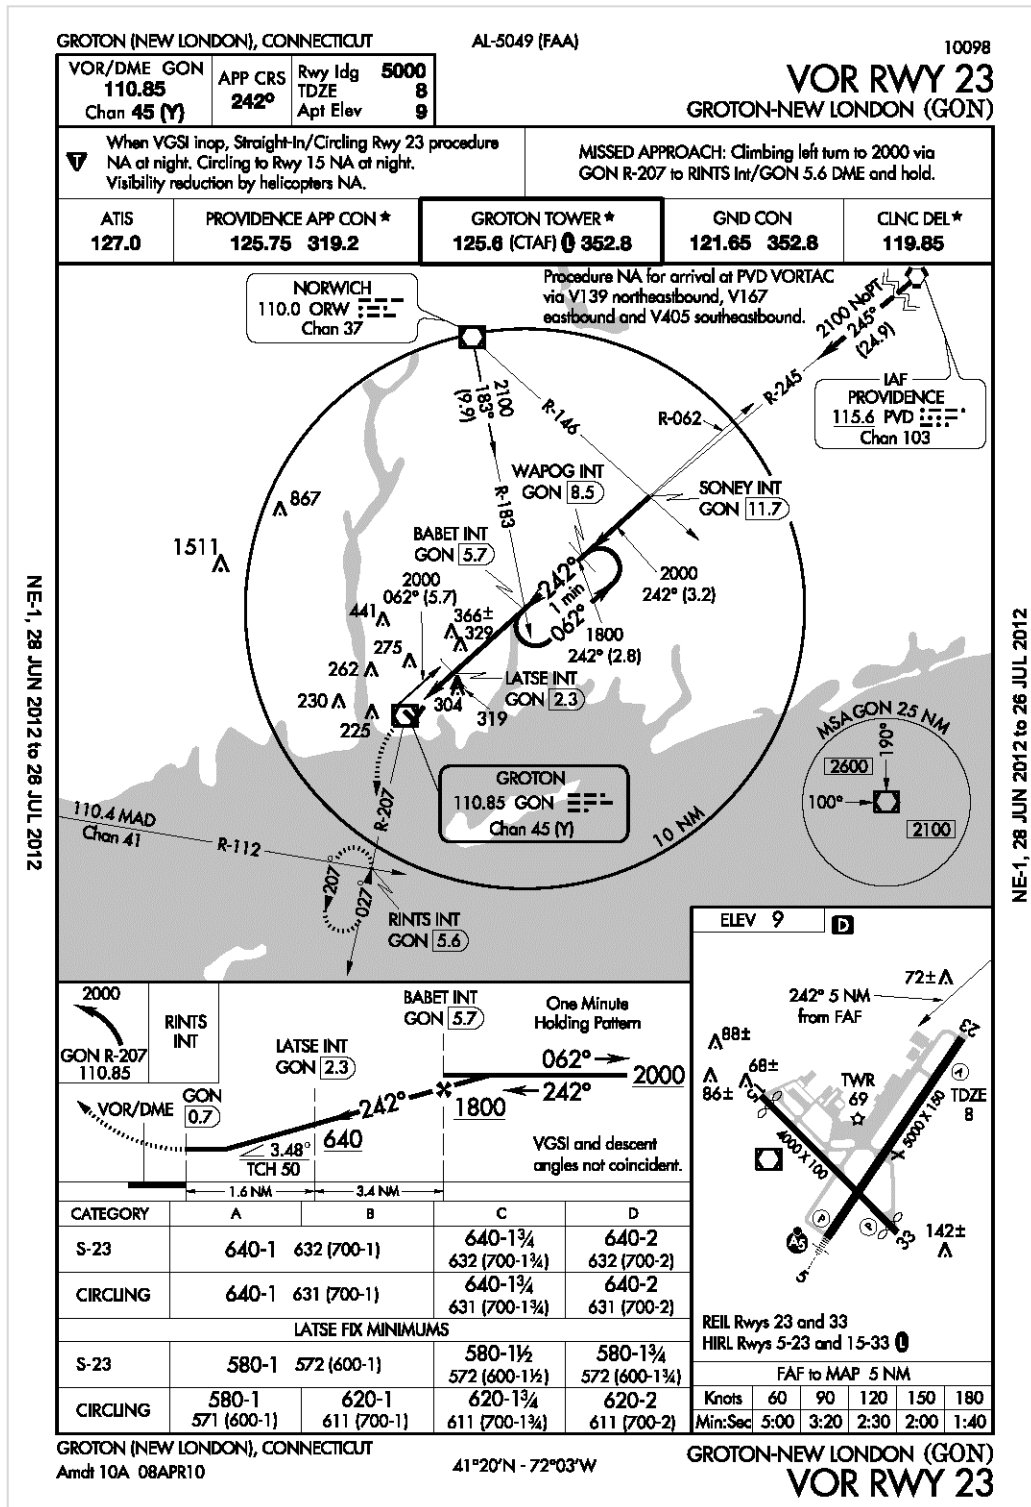 GROTON (NEW LONDON), CONNECTICUT
AL-5049 (FAA)
10098
VOR/DME GON
110.85
Chan 45 (Y)
APP CRS
242°
Rwy ldg 5000
TDZE 8
Apt Elev 9
VOR RWY 23
GROTON-NEW LONDON (GON)
T
When VGSI inop, Straight-In/Circling Rwy 23 procedure
NA at night. Circling to Rwy 15 NA at night.
Visibility reduction by helicopters NA.
MISSED APPROACH: Climbing left turn to 2000 via
GON R-207 to RINTS Int/GON 5.6 DME and hold.
ATIS
127.0
PROVIDENCE APP CON ★
125.75 319.2
GROTON TOWER ★
125.6 (CTAF) L 352.8
GND CON
121.65 352.8
CLNC DEL ★
119.85
Procedure NA for arrival at PVD VORTAC
via V139 northeastbound, V167
eastbound and V405 southeastbound.
NORWICH
110.0 ORW
Chan 37
2100 NoPT
245°
(24.9)
R-245
IAF
PROVIDENCE
115.6 PVD
Chan 103
R-062
2100
183°
(9.9)
R-146
R-183
WAPOG INT
GON 8.5
SONEY INT
GON 11.7
BABET INT
GON 5.7
867
1511
2000
062° (5.7)
242°
1 min
062°
2000
242° (3.2)
1800
242° (2.8)
441
366±
329
275
262
230
225
304
319
LATSE INT
GON 2.3
GROTON
110.85 GON
Chan 45 (Y)
R-207
10 NM
MSA GON 25 NM
190°
2600
100°
2100
110.4 MAD
Chan 41
R-112
207°
027°
RINTS INT
GON 5.6
NE-1, 28 JUN 2012 to 26 JUL 2012
NE-1, 28 JUN 2012 to 26 JUL 2012
ELEV 9
D
72±
242° 5 NM
from FAF
88±
68±
86±
TWR
69
TDZE
8
23
15
4000 X 100
5000 X 150
33
5
142±
A5
P
P
REIL Rwys 23 and 33
HIRL Rwys 5-23 and 15-33 L
FAF to MAP 5 NM
Knots 60 90 120 150 180
Min:Sec 5:00 3:20 2:30 2:00 1:40
2000
GON R-207
110.85
RINTS
INT
BABET INT
GON 5.7
One Minute
Holding Pattern
LATSE INT
GON 2.3
062°
242°
2000
VOR/DME
GON
0.7
242°
1800
640
3.48°
TCH 50
VGSI and descent
angles not coincident.
1.6 NM
3.4 NM
CATEGORY A B C D
S-23 640-1 632 (700-1) 640-1¾ 632 (700-1¾) 640-2 632 (700-2)
CIRCLING 640-1 631 (700-1) 640-1¾ 631 (700-1¾) 640-2 631 (700-2)
LATSE FIX MINIMUMS
S-23 580-1 572 (600-1) 580-1½ 572 (600-1½) 580-1¾ 572 (600-1¾)
CIRCLING 580-1 571 (600-1) 620-1 611 (700-1) 620-1¾ 611 (700-1¾) 620-2 611 (700-2)
GROTON (NEW LONDON), CONNECTICUT
Amdt 10A 08APR10
41°20'N - 72°03'W
GROTON-NEW LONDON (GON)
VOR RWY 23